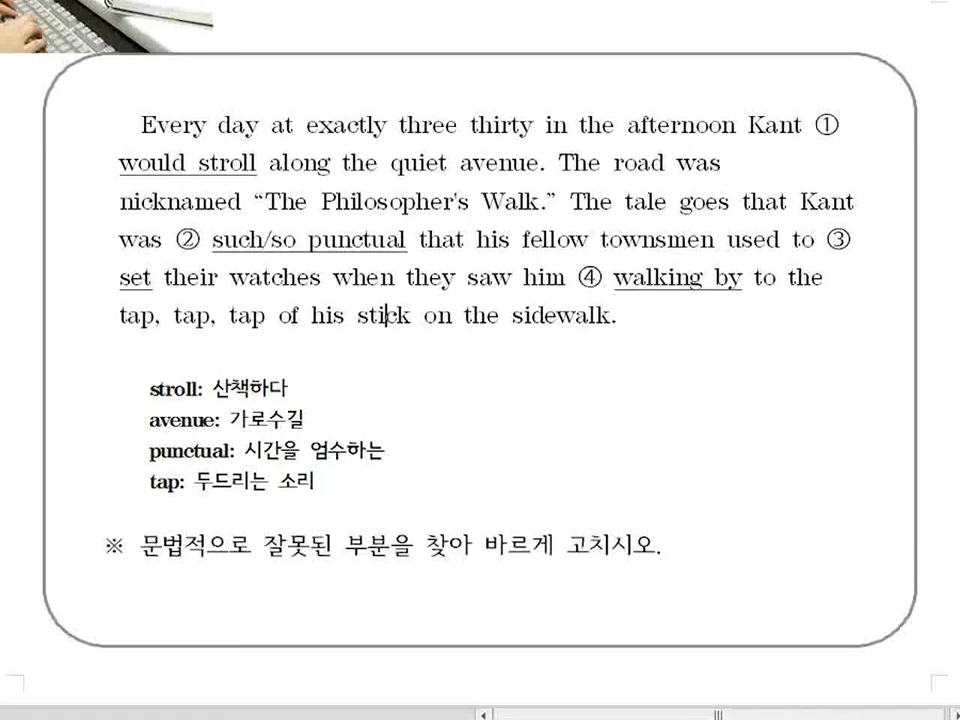 Every day at exactly three thirty in the afternoon Kant ①
would stroll along the quiet avenue. The road was
nicknamed “The Philosopher's Walk.” The tale goes that Kant
was ② such/so punctual that his fellow townsmen used to ③
set their watches when they saw him ④ walking by to the
tap, tap, tap of his stick on the sidewalk.
stroll: 산책하다
avenue: 가로수길
punctual: 시간을 엄수하는
tap: 두드리는 소리
※ 문법적으로 잘못된 부분을 찾아 바르게 고치시오.